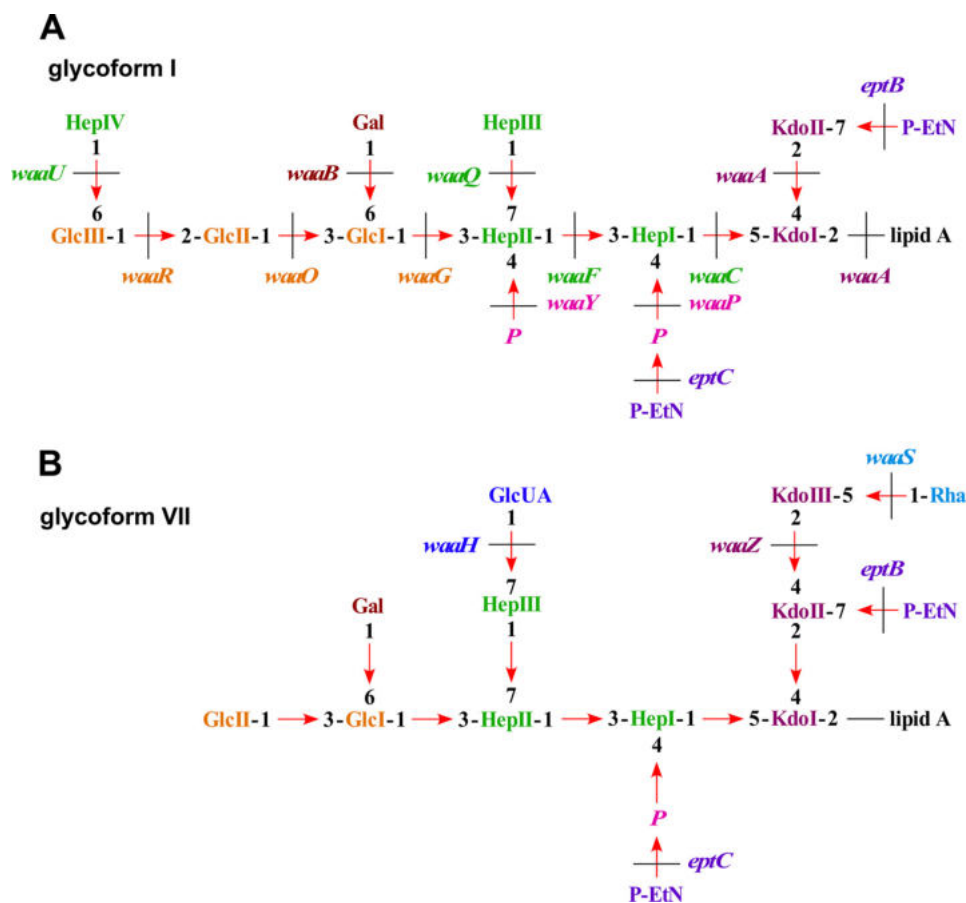 A
glycoform I
eptB
HepIV Gal HepIII KdoII-7 P-EtN
1 1 1 2
waaU waaB waaQ waaA
6 6 7 4
GlcIII-1 2-GlcII-1 3-GlcI-1 3-HepII-1 3-HepI-1 5-KdoI-2 lipid A
4 4
waaR waaO waaG waaF waaC waaA
waaY waaP
P P
eptC
P-EtN
B
glycoform VII
waaS
GlcUA KdoIII-5 1-Rha
1 2
waaH waaZ
7 4
eptB
Gal HepIII KdoII-7 P-EtN
1 1 2
6 7 4
GlcII-1 3-GlcI-1 3-HepII-1 3-HepI-1 5-KdoI-2 lipid A
4
P
eptC
P-EtN